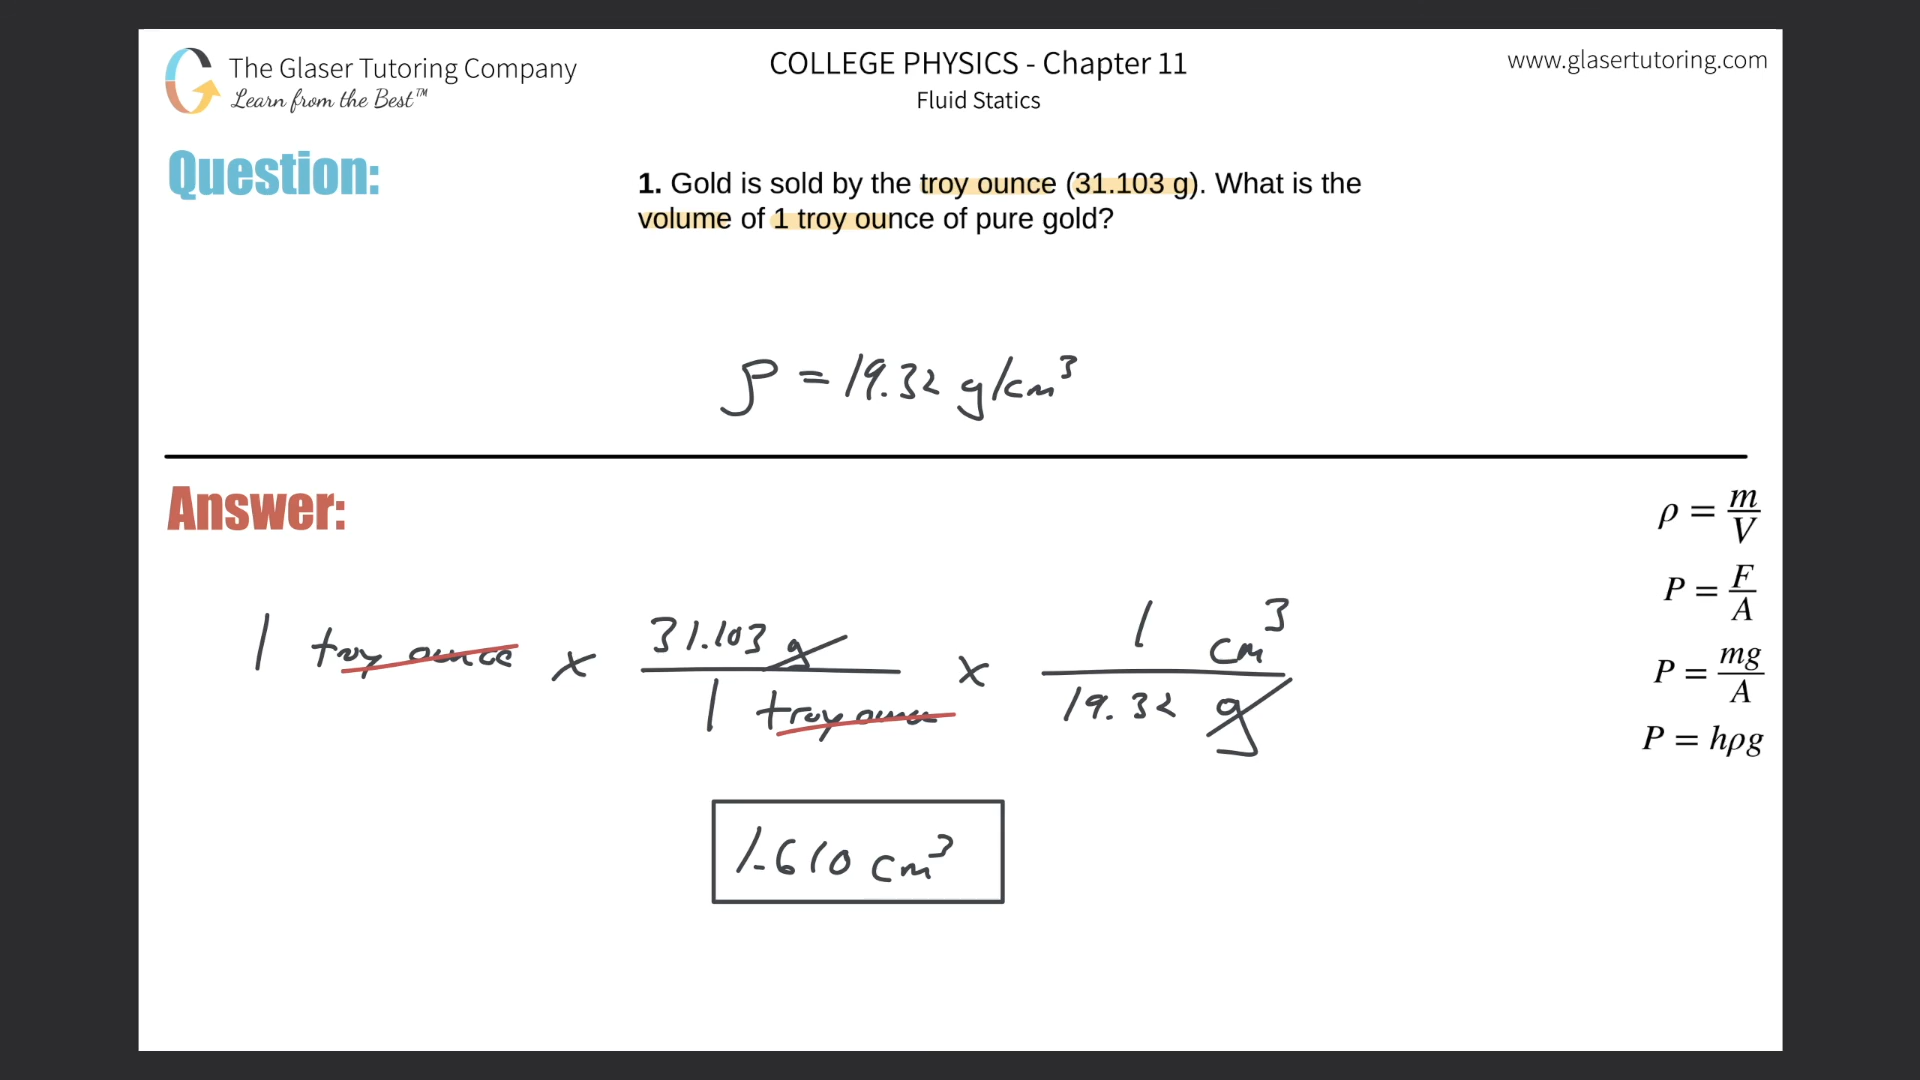 The Glaser Tutoring Company
Learn from the Best™
COLLEGE PHYSICS - Chapter 11
Fluid Statics
www.glasertutoring.com
Question:
1. Gold is sold by the troy ounce (31.103 g). What is the
volume of 1 troy ounce of pure gold?
ρ = 19.32 g/cm³
Answer:
1 troy ounce × 31.103 g / 1 troy ounce × 1 cm³ / 19.32 g
1.610 cm³
ρ = m/V
P = F/A
P = mg/A
P = hρg